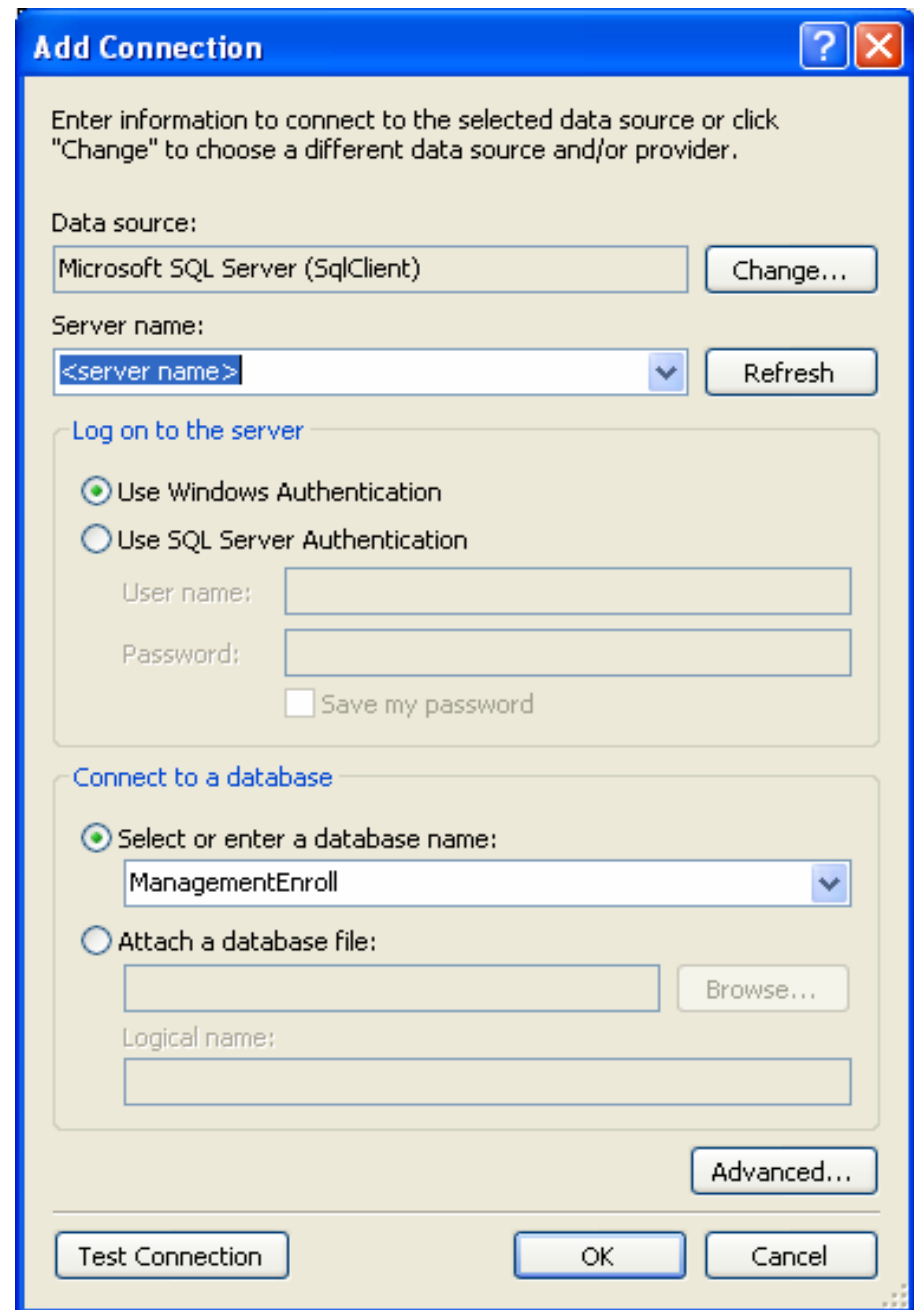 Add Connection
Enter information to connect to the selected data source or click
"Change" to choose a different data source and/or provider.
Data source:
Microsoft SQL Server (SqlClient)
Change...
Server name:
<server name>
Refresh
Log on to the server
Use Windows Authentication
Use SQL Server Authentication
User name:
Password:
Save my password
Connect to a database
Select or enter a database name:
ManagementEnroll
Attach a database file:
Browse...
Logical name:
Advanced...
Test Connection
OK
Cancel